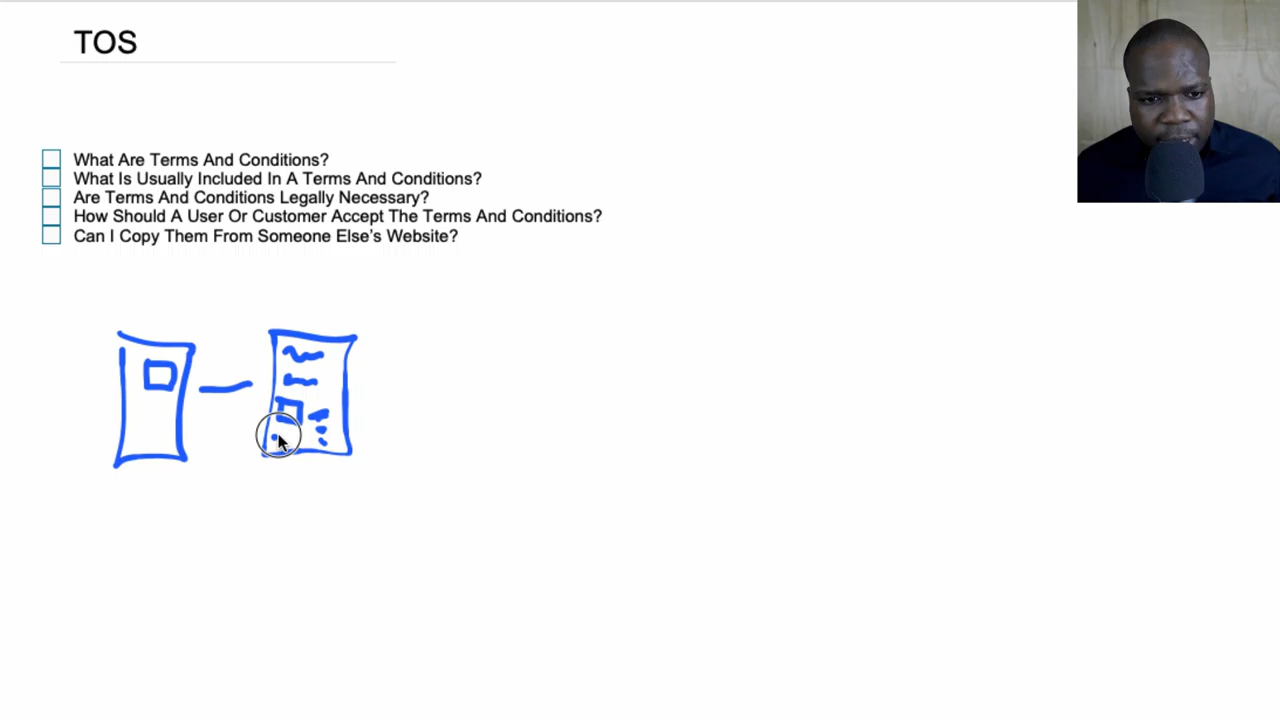 TOS
What Are Terms And Conditions?
What Is Usually Included In A Terms And Conditions?
Are Terms And Conditions Legally Necessary?
How Should A User Or Customer Accept The Terms And Conditions?
Can I Copy Them From Someone Else’s Website?